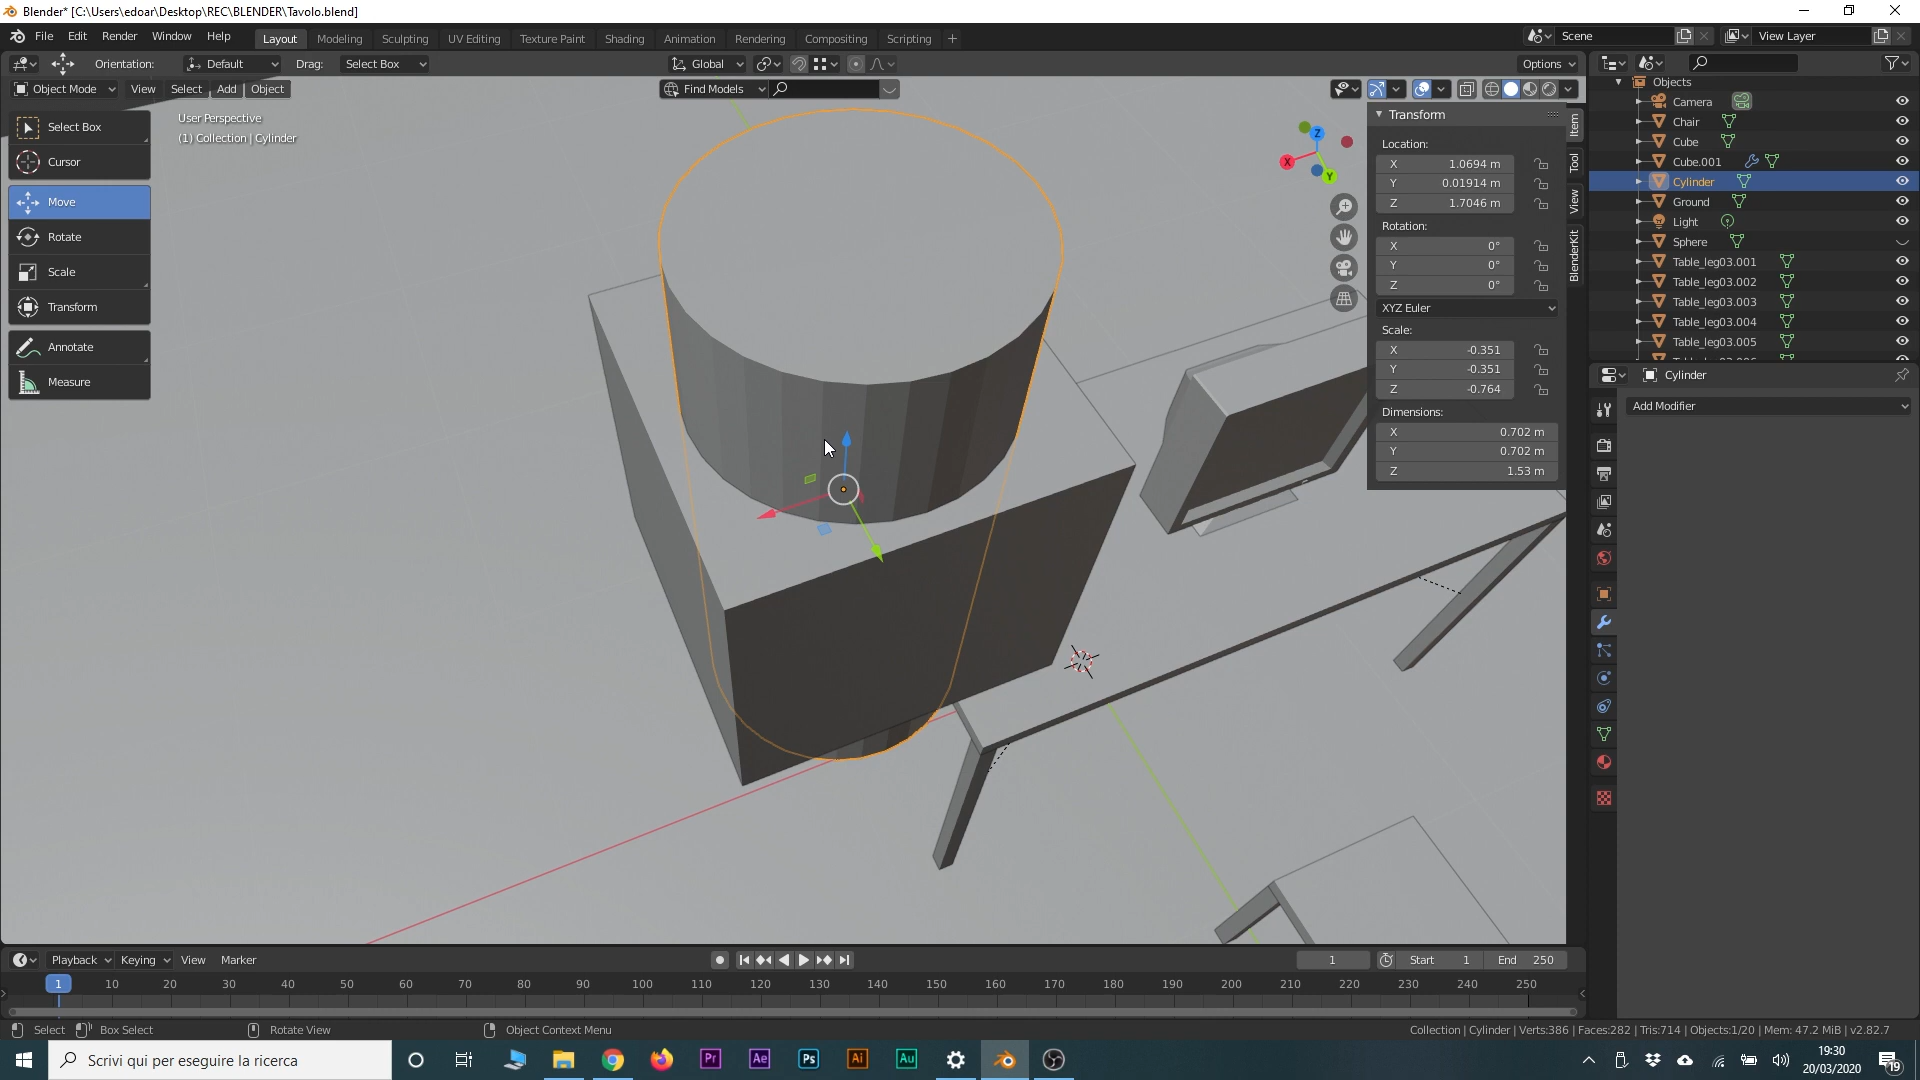 Blender* [C:\Users\edoar\Desktop\REC\BLENDER\Tavolo.blend]
File Edit Render Window Help
Layout Modeling Sculpting UV Editing Texture Paint Shading Animation Rendering Compositing Scripting +
Scene
View Layer
Orientation: Default Drag: Select Box
Global
Options
Object Mode View Select Add Object
Find Models
User Perspective
(1) Collection | Cylinder
Select Box
Cursor
Move
Rotate
Scale
Transform
Annotate
Measure
X
Y
Z
Transform
Location:
X 1.0694 m
Y 0.01914 m
Z 1.7046 m
Rotation:
X 0°
Y 0°
Z 0°
XYZ Euler
Scale:
X -0.351
Y -0.351
Z -0.764
Dimensions:
X 0.702 m
Y 0.702 m
Z 1.53 m
Item
Tool
View
BlenderKit
Objects
Camera
Chair
Cube
Cube.001
Cylinder
Ground
Light
Sphere
Table_leg03.001
Table_leg03.002
Table_leg03.003
Table_leg03.004
Table_leg03.005
Cylinder
Add Modifier
Playback Keying View Marker
1
Start 1
End 250
1 10 20 30 40 50 60 70 80 90 100 110 120 130 140 150 160 170 180 190 200 210 220 230 240 250
Select Box Select Rotate View Object Context Menu
Collection | Cylinder | Verts:386 | Faces:282 | Tris:714 | Objects:1/20 | Mem: 47.2 MiB | v2.82.7
Scrivi qui per eseguire la ricerca
Pr Ae Ps Ai Au
19:30
20/03/2020
19